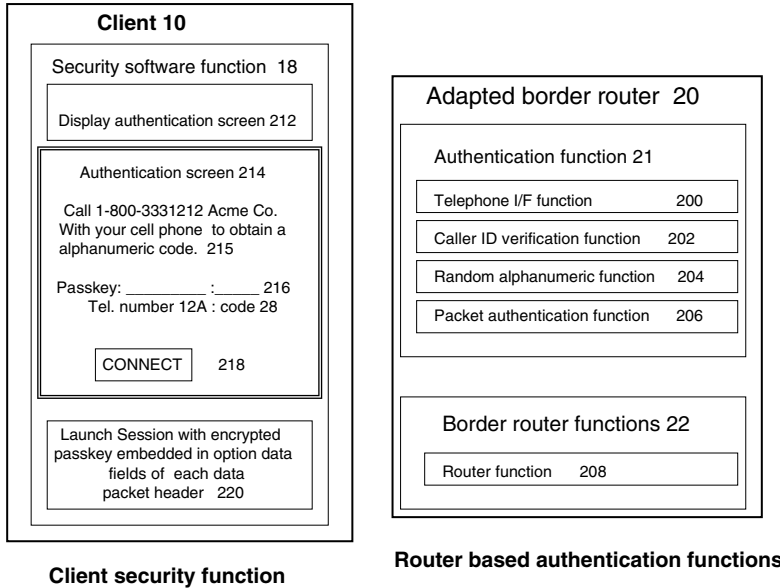 Client 10
Security software function 18
Display authentication screen 212
Authentication screen 214
Call 1-800-3331212 Acme Co.
With your cell phone to obtain a
alphanumeric code. 215
Passkey: _________ :_____ 216
Tel. number 12A : code 28
CONNECT 218
Launch Session with encrypted
passkey embedded in option data
fields of each data
packet header 220
Client security function
Adapted border router 20
Authentication function 21
Telephone I/F function 200
Caller ID verification function 202
Random alphanumeric function 204
Packet authentication function 206
Border router functions 22
Router function 208
Router based authentication functions